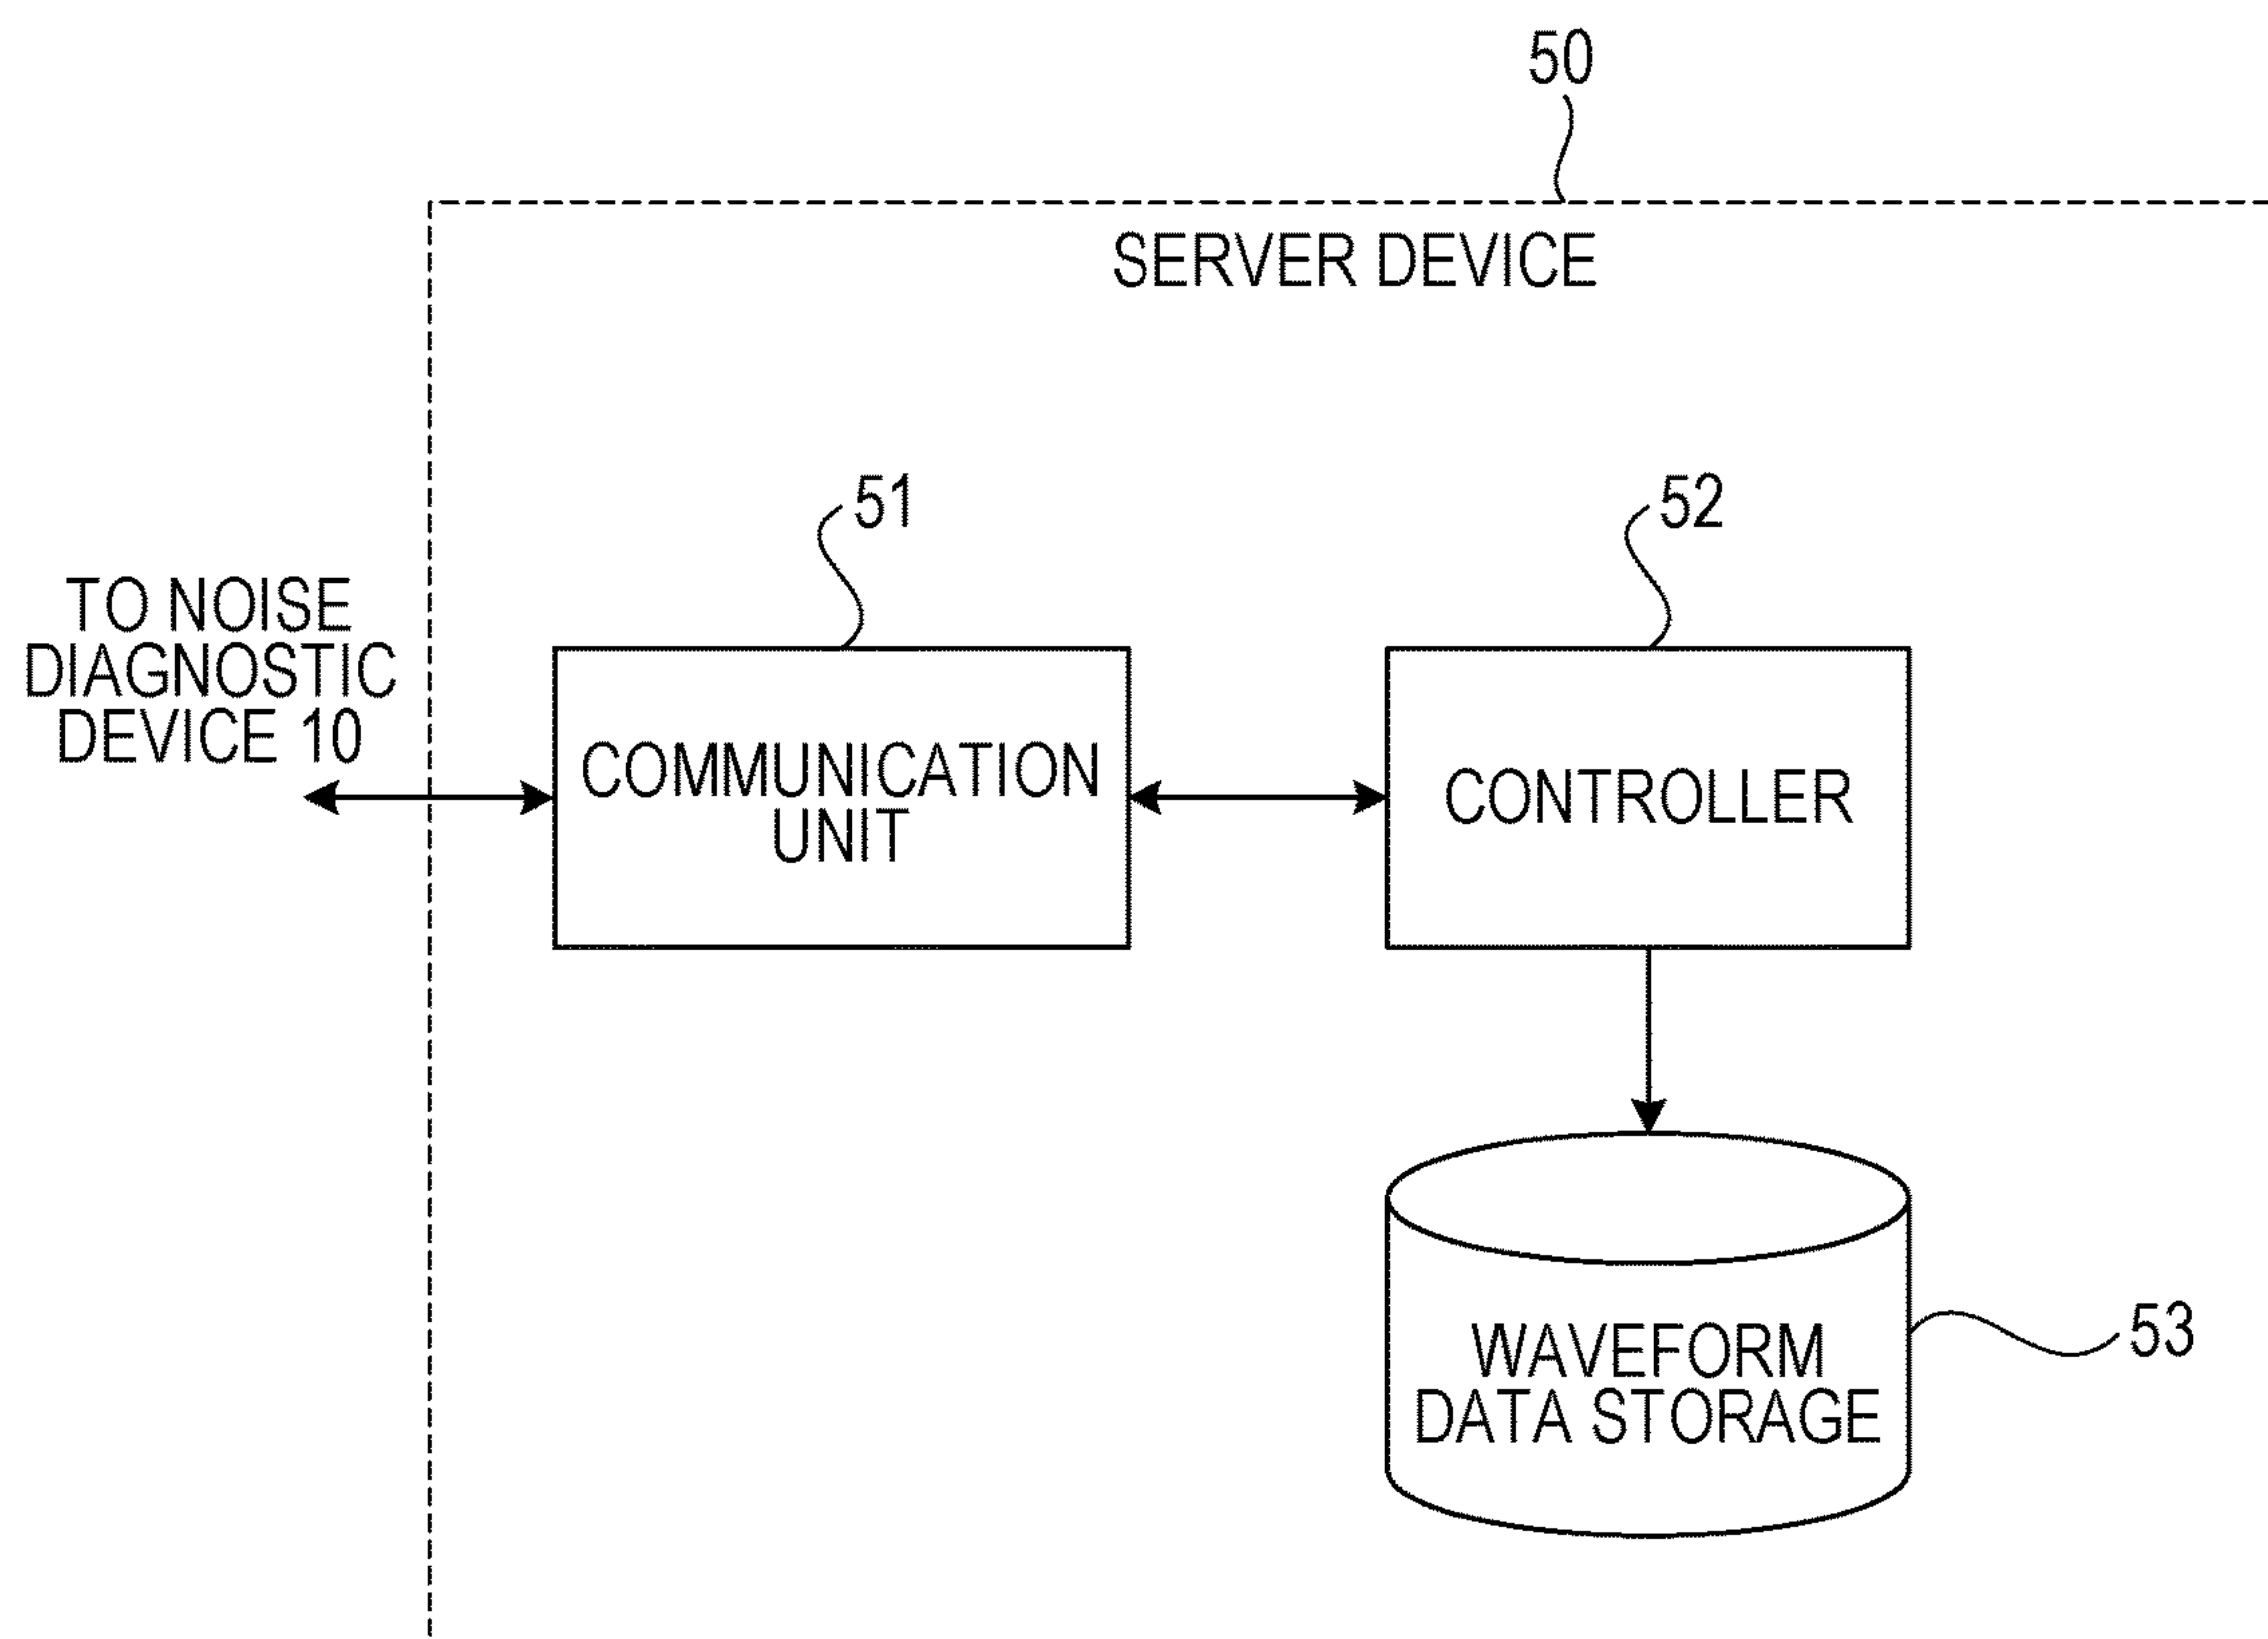 50
SERVER DEVICE
51
52
TO NOISE
DIAGNOSTIC
DEVICE 10
COMMUNICATION
UNIT
CONTROLLER
WAVEFORM
DATA STORAGE
53